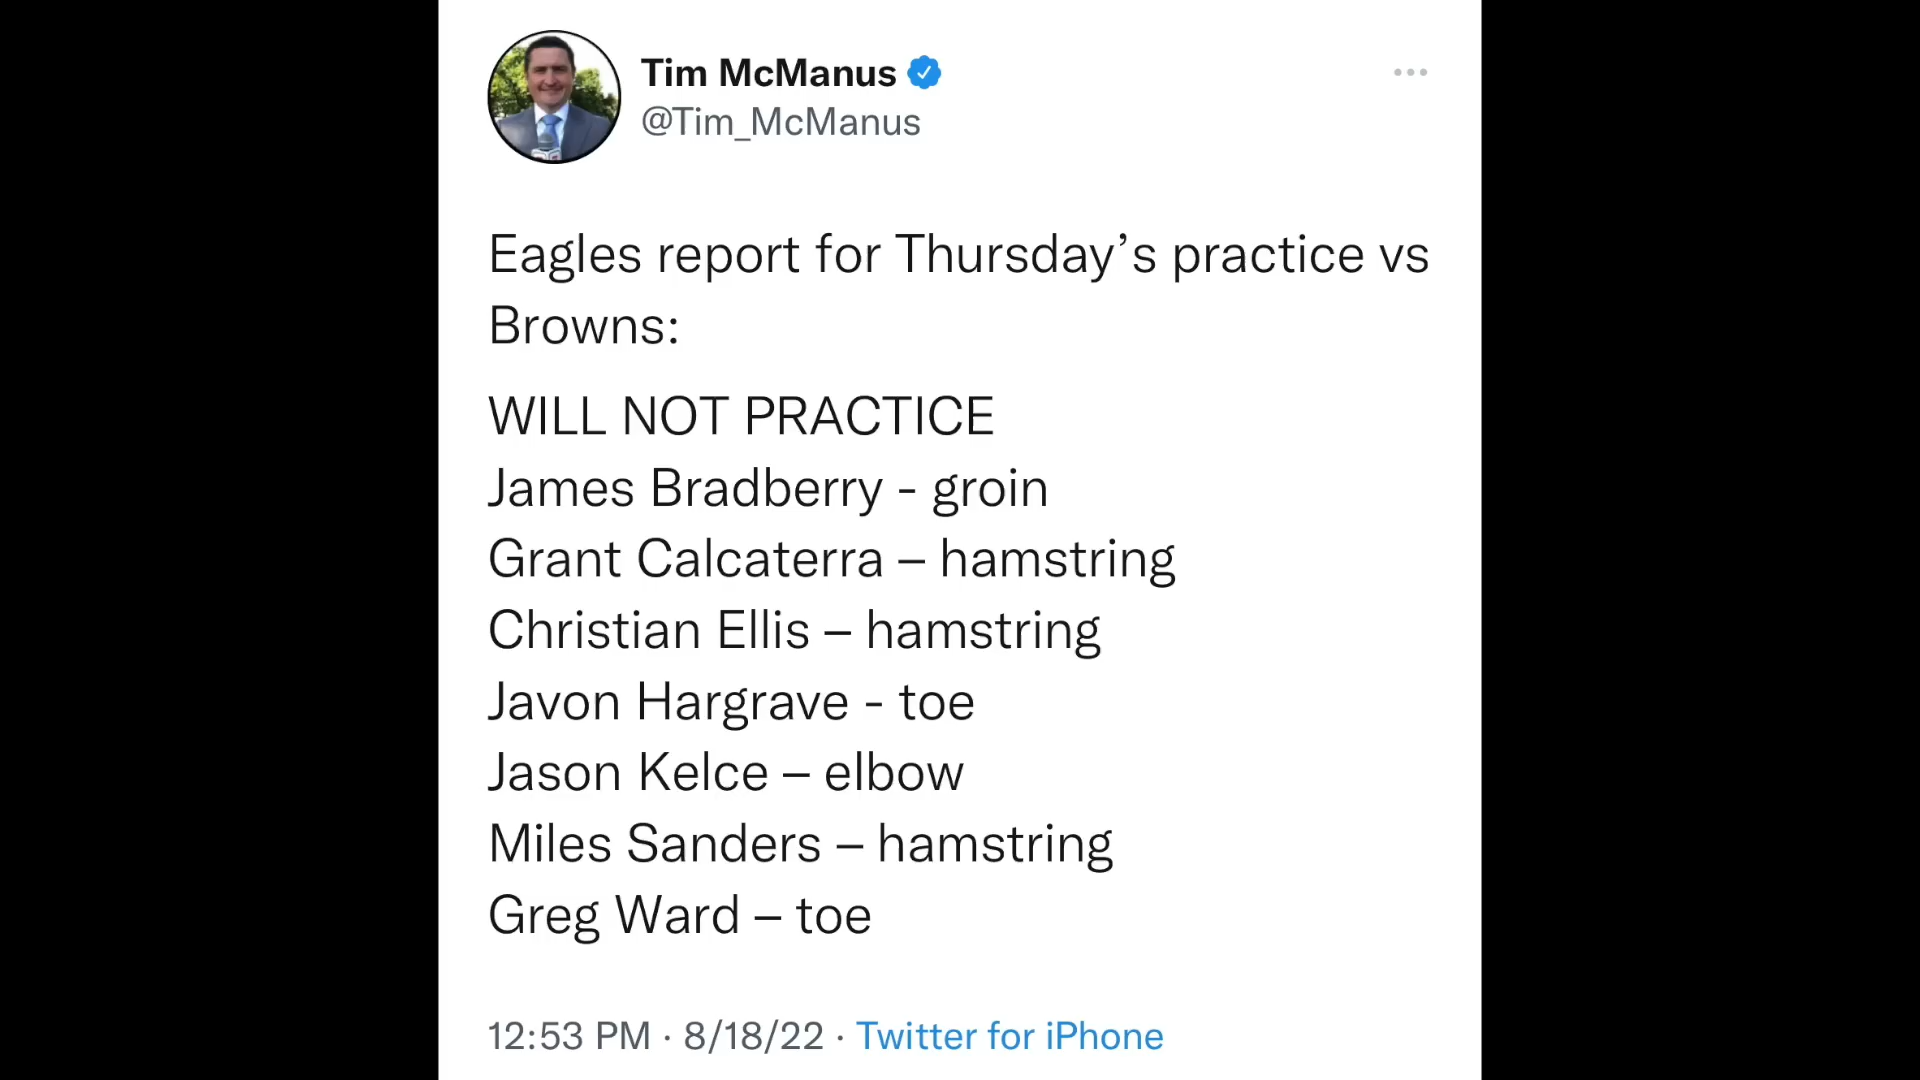 Tim McManus
@Tim_McManus
Eagles report for Thursday’s practice vs
Browns:
WILL NOT PRACTICE
James Bradberry - groin
Grant Calcaterra – hamstring
Christian Ellis – hamstring
Javon Hargrave - toe
Jason Kelce – elbow
Miles Sanders – hamstring
Greg Ward – toe
12:53 PM · 8/18/22 · Twitter for iPhone